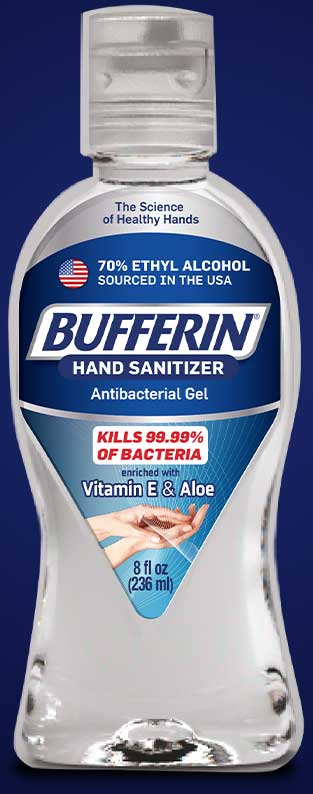 The Science
of Healthy Hands
70% ETHYL ALCOHOL
SOURCED IN THE USA
BUFFERIN®
HAND SANITIZER
Antibacterial Gel
KILLS 99.99%
OF BACTERIA
enriched with
Vitamin E & Aloe
8 fl oz
(236 ml)